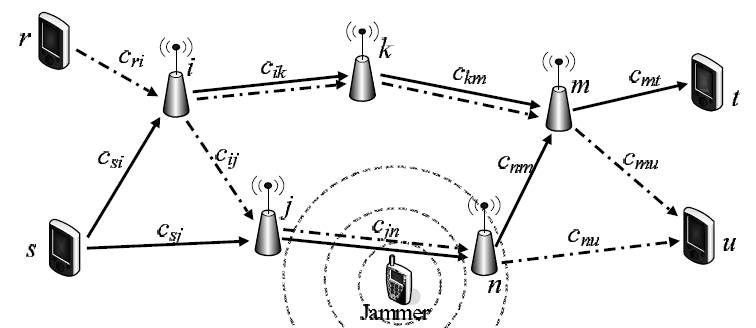 r
c_ri
i
c_ik
k
c_km
m
c_mt
t
c_si
c_ij
c_nm
c_mu
s
c_sj
j
c_jn
n
c_nu
u
Jammer